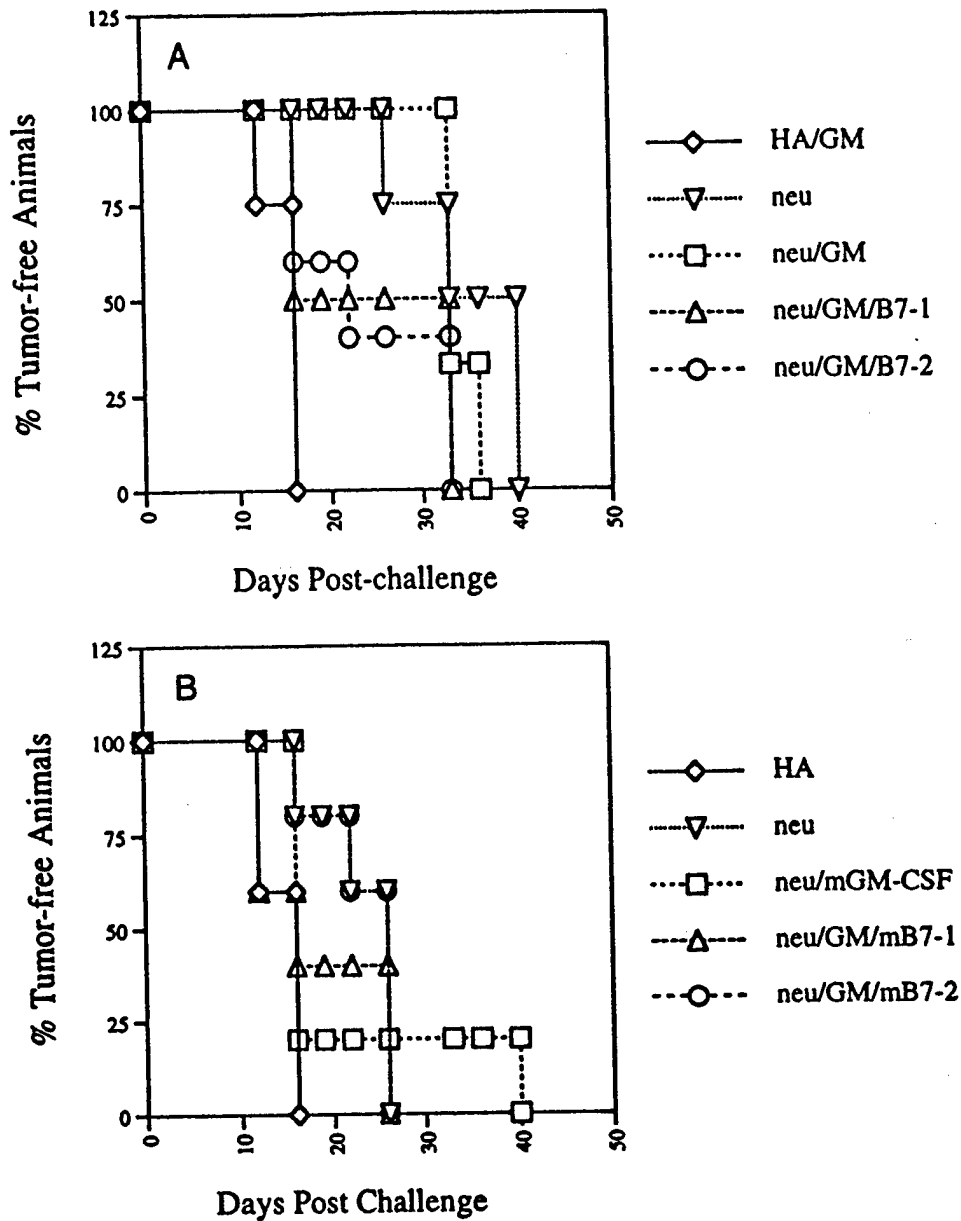 A
% Tumor-free Animals
125
100
75
50
25
0
0
10
20
30
40
50
Days Post-challenge
HA/GM
neu
neu/GM
neu/GM/B7-1
neu/GM/B7-2
B
% Tumor-free Animals
125
100
75
50
25
0
0
10
20
30
40
50
Days Post Challenge
HA
neu
neu/mGM-CSF
neu/GM/mB7-1
neu/GM/mB7-2